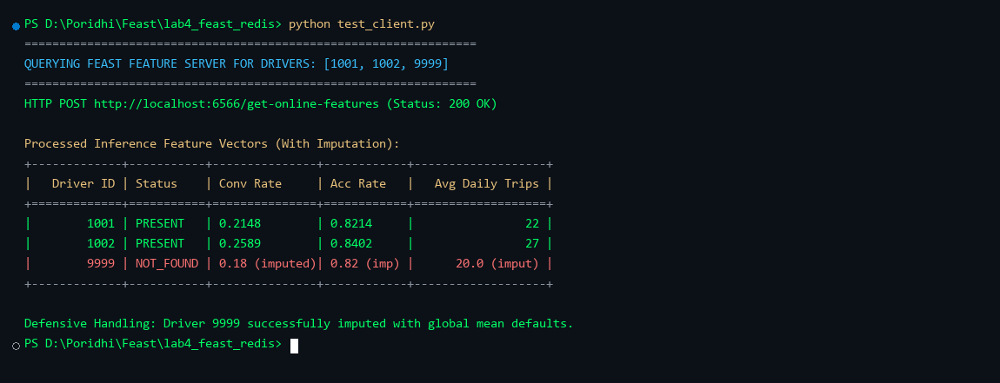 PS D:\Poridhi\Feast\lab4_feast_redis> python test_client.py
=================================================================
QUERYING FEAST FEATURE SERVER FOR DRIVERS: [1001, 1002, 9999]
=================================================================
HTTP POST http://localhost:6566/get-online-features (Status: 200 OK)
Processed Inference Feature Vectors (With Imputation):
+-------------+-----------+---------------+------------+-------------------+
|   Driver ID | Status    | Conv Rate     | Acc Rate   |   Avg Daily Trips |
+=============+===========+===============+============+===================+
|        1001 | PRESENT   | 0.2148        | 0.8214     |                22 |
|        1002 | PRESENT   | 0.2589        | 0.8402     |                27 |
|        9999 | NOT_FOUND | 0.18 (imputed)| 0.82 (imp) |      20.0 (imput) |
+-------------+-----------+---------------+------------+-------------------+
Defensive Handling: Driver 9999 successfully imputed with global mean defaults.
PS D:\Poridhi\Feast\lab4_feast_redis>